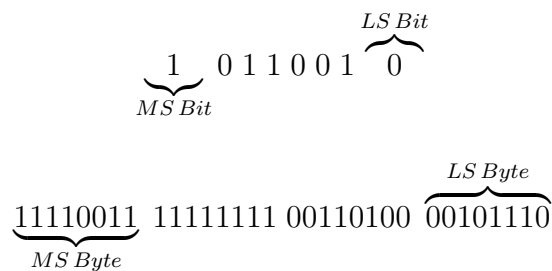 LS Bit
1 0 1 1 0 0 1 0
MS Bit
LS Byte
11110011 11111111 00110100 00101110
MS Byte